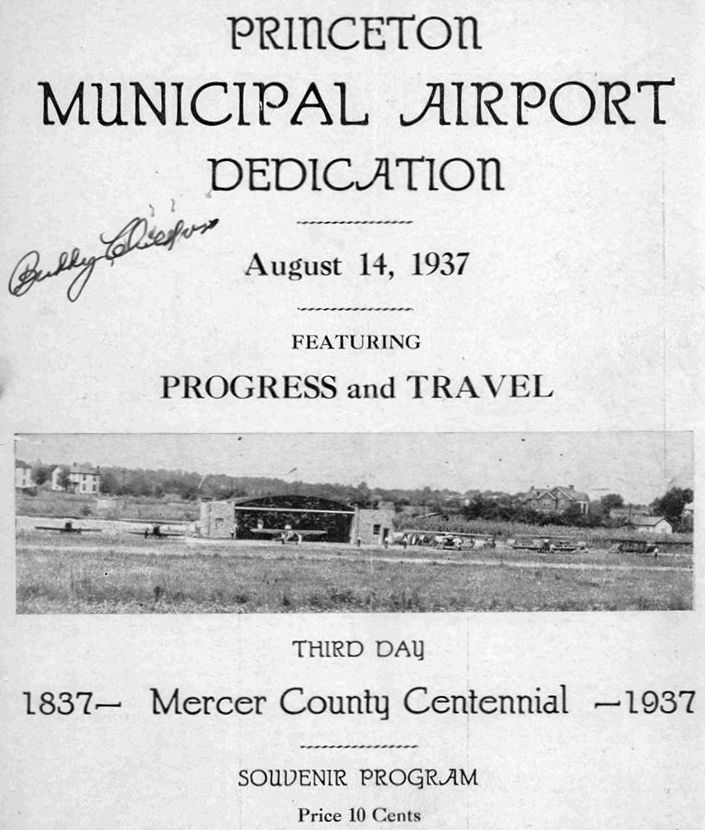 PRINCETON
MUNICIPAL AIRPORT
DEDICATION
Buddy
August 14, 1937
FEATURING
PROGRESS and TRAVEL
THIRD DAY
1837— Mercer County Centennial —1937
SOUVENIR PROGRAM
Price 10 Cents